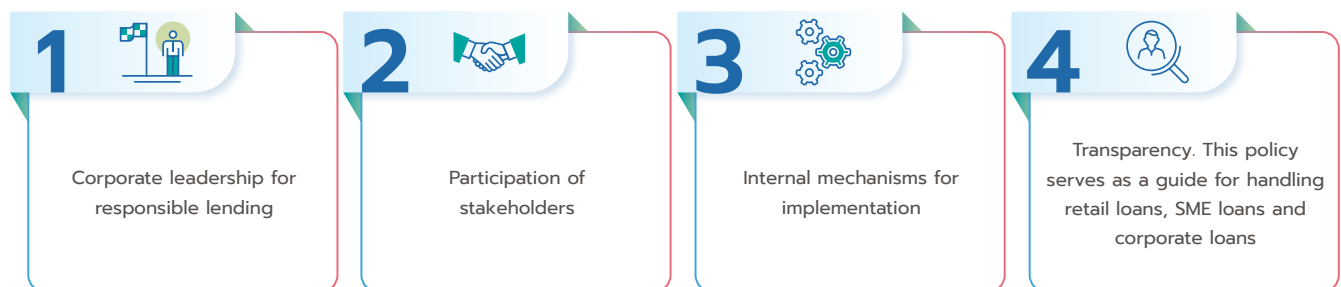 1
Corporate leadership for
responsible lending
2
Participation of
stakeholders
3
Internal mechanisms for
implementation
4
Transparency. This policy
serves as a guide for handling
retail loans, SME loans and
corporate loans